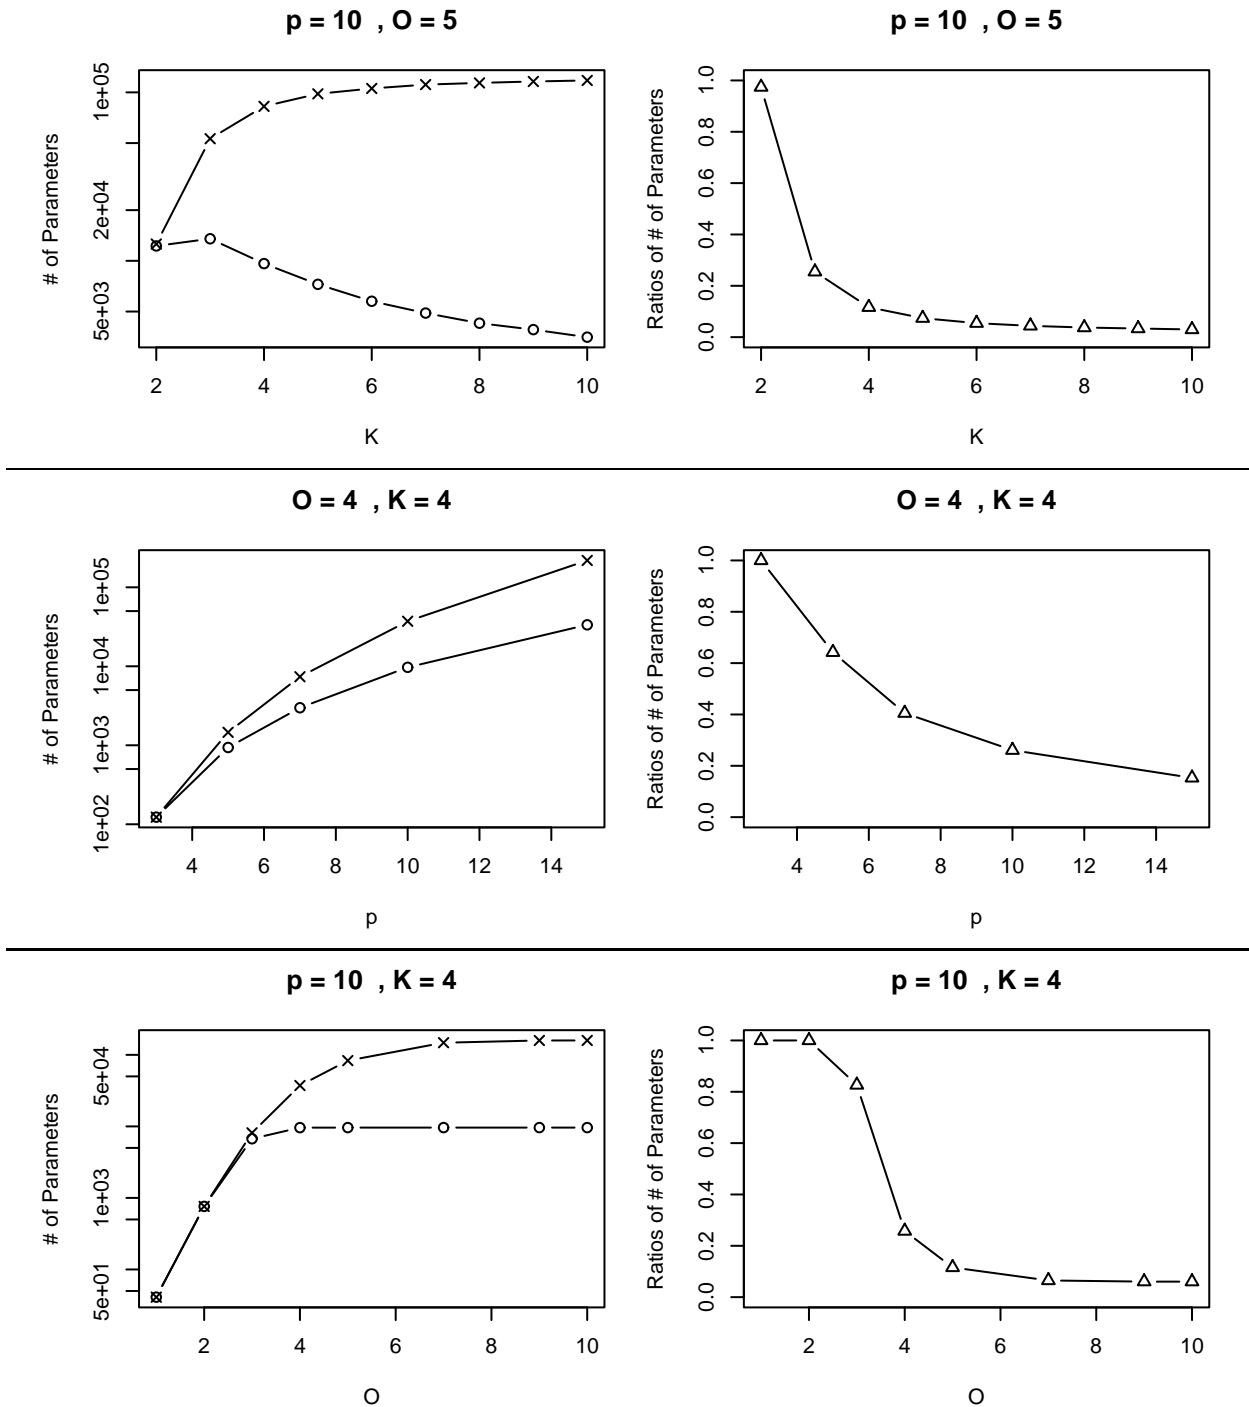 p = 10 , O = 5
# of Parameters
1e+05
2e+04
5e+03
2 4 6 8 10
K
p = 10 , O = 5
Ratios of # of Parameters
1.0
0.8
0.6
0.4
0.2
0.0
2 4 6 8 10
K
O = 4 , K = 4
# of Parameters
1e+05
1e+04
1e+03
1e+02
4 6 8 10 12 14
p
O = 4 , K = 4
Ratios of # of Parameters
1.0
0.8
0.6
0.4
0.2
0.0
4 6 8 10 12 14
p
p = 10 , K = 4
# of Parameters
5e+04
1e+03
5e+01
2 4 6 8 10
O
p = 10 , K = 4
Ratios of # of Parameters
1.0
0.8
0.6
0.4
0.2
0.0
2 4 6 8 10
O